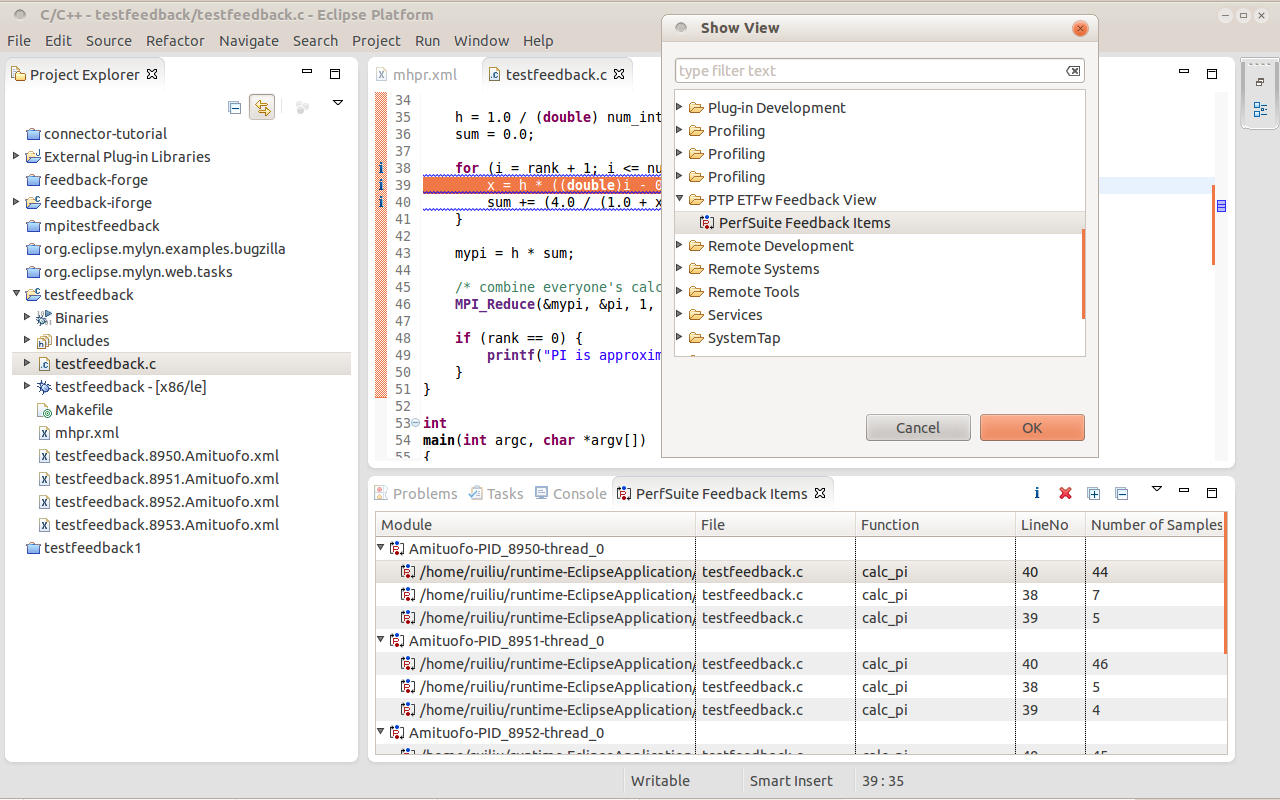 C/C++ - testfeedback/testfeedback.c - Eclipse Platform
File Edit Source Refactor Navigate Search Project Run Window Help
Project Explorer
connector-tutorial
External Plug-in Libraries
feedback-forge
feedback-iforge
mpitestfeedback
org.eclipse.mylyn.examples.bugzilla
org.eclipse.mylyn.web.tasks
testfeedback
Binaries
Includes
testfeedback.c
testfeedback - [x86/le]
Makefile
mhpr.xml
testfeedback.8950.Amituofo.xml
testfeedback.8951.Amituofo.xml
testfeedback.8952.Amituofo.xml
testfeedback.8953.Amituofo.xml
testfeedback1
mhpr.xml testfeedback.c
34
35 h = 1.0 / (double) num_int
36 sum = 0.0;
37
38 for (i = rank + 1; i <= nu
39 x = h * ((double)i - 0
40 sum += (4.0 / (1.0 + x
41 }
42
43 mypi = h * sum;
44
45 /* combine everyone's calc
46 MPI_Reduce(&mypi, &pi, 1,
47
48 if (rank == 0) {
49 printf("PI is approxim
50 }
51 }
52
53 int
54 main(int argc, char *argv[])
55 {
Show View
type filter text
Plug-in Development
Profiling
Profiling
Profiling
PTP ETFw Feedback View
PerfSuite Feedback Items
Remote Development
Remote Systems
Remote Tools
Services
SystemTap
Cancel OK
Problems Tasks Console PerfSuite Feedback Items
Module File Function LineNo Number of Samples
Amituofo-PID_8950-thread_0
/home/ruiliu/runtime-EclipseApplication/ testfeedback.c calc_pi 40 44
/home/ruiliu/runtime-EclipseApplication/ testfeedback.c calc_pi 38 7
/home/ruiliu/runtime-EclipseApplication/ testfeedback.c calc_pi 39 5
Amituofo-PID_8951-thread_0
/home/ruiliu/runtime-EclipseApplication/ testfeedback.c calc_pi 40 46
/home/ruiliu/runtime-EclipseApplication/ testfeedback.c calc_pi 38 5
/home/ruiliu/runtime-EclipseApplication/ testfeedback.c calc_pi 39 4
Amituofo-PID_8952-thread_0
/home/ruiliu/runtime-EclipseApplication/ testfeedback.c calc_pi 40 45
Writable Smart Insert 39 : 35